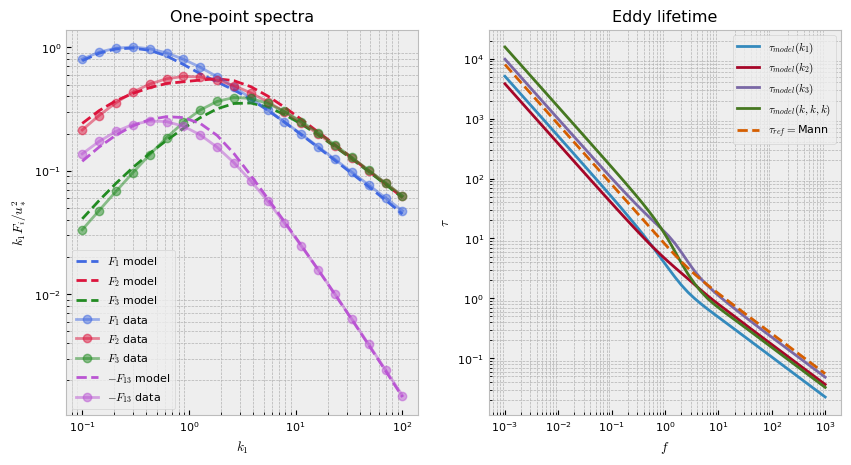 One-point spectra
Eddy lifetime
k₁Fᵢ/u²∗
10⁰
10⁻¹
10⁻²
F₁ model
F₂ model
F₃ model
F₁ data
F₂ data
F₃ data
−F₁₃ model
−F₁₃ data
10⁻¹ 10⁰ 10¹ 10²
k₁
τ
10⁴
10³
10²
10¹
10⁰
10⁻¹
τ_model(k₁)
τ_model(k₂)
τ_model(k₃)
τ_model(k, k, k)
τ_ref = Mann
10⁻³ 10⁻² 10⁻¹ 10⁰ 10¹ 10² 10³
f